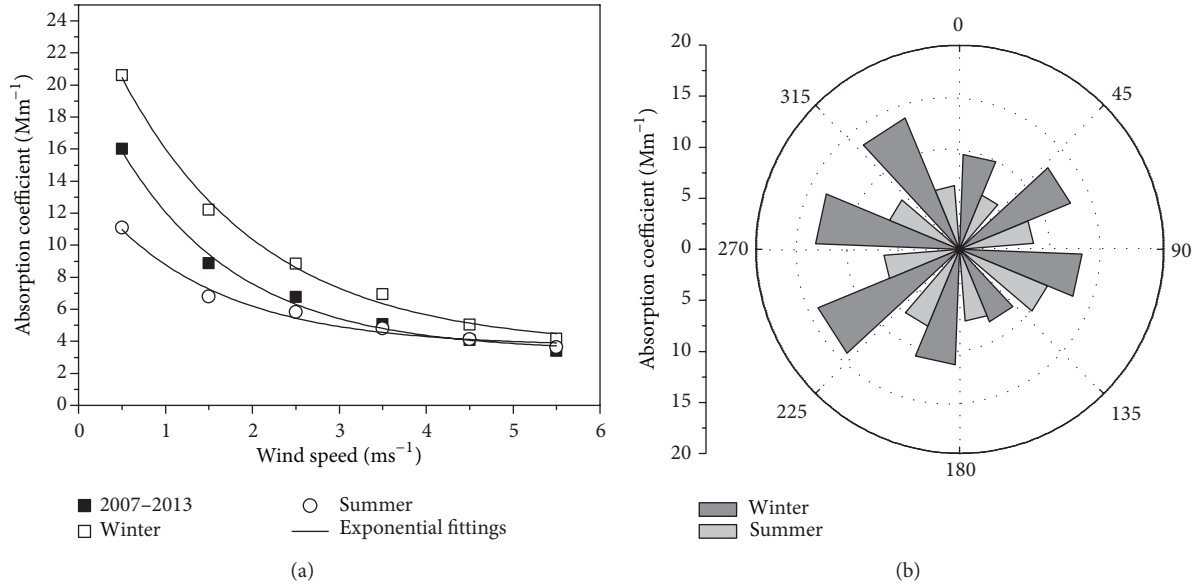 24
22
20
18
16
14
12
10
8
6
4
2
0
Absorption coefficient (Mm⁻¹)
0 1 2 3 4 5 6
Wind speed (ms⁻¹)
2007–2013
Winter
Summer
Exponential fittings
(a)
20
15
10
5
0
5
10
15
20
Absorption coefficient (Mm⁻¹)
0
45
90
135
180
225
270
315
Winter
Summer
(b)